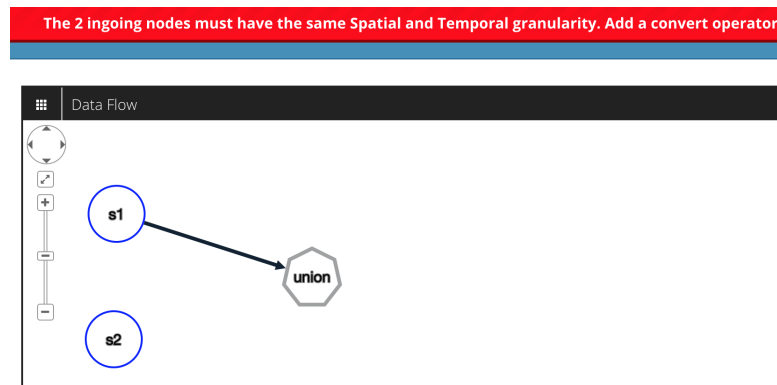 The 2 ingoing nodes must have the same Spatial and Temporal granularity. Add a convert operator
Data Flow
s1
union
s2